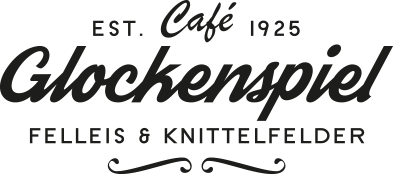 EST. Café 1925
Glockenspiel
FELLEIS & KNITTELFELDER